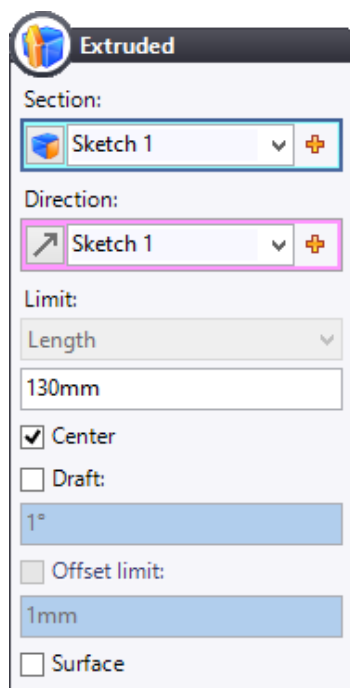 Extruded
Section:
Sketch 1
Direction:
Sketch 1
Limit:
Length
130mm
Center
Draft:
1°
Offset limit:
1mm
Surface